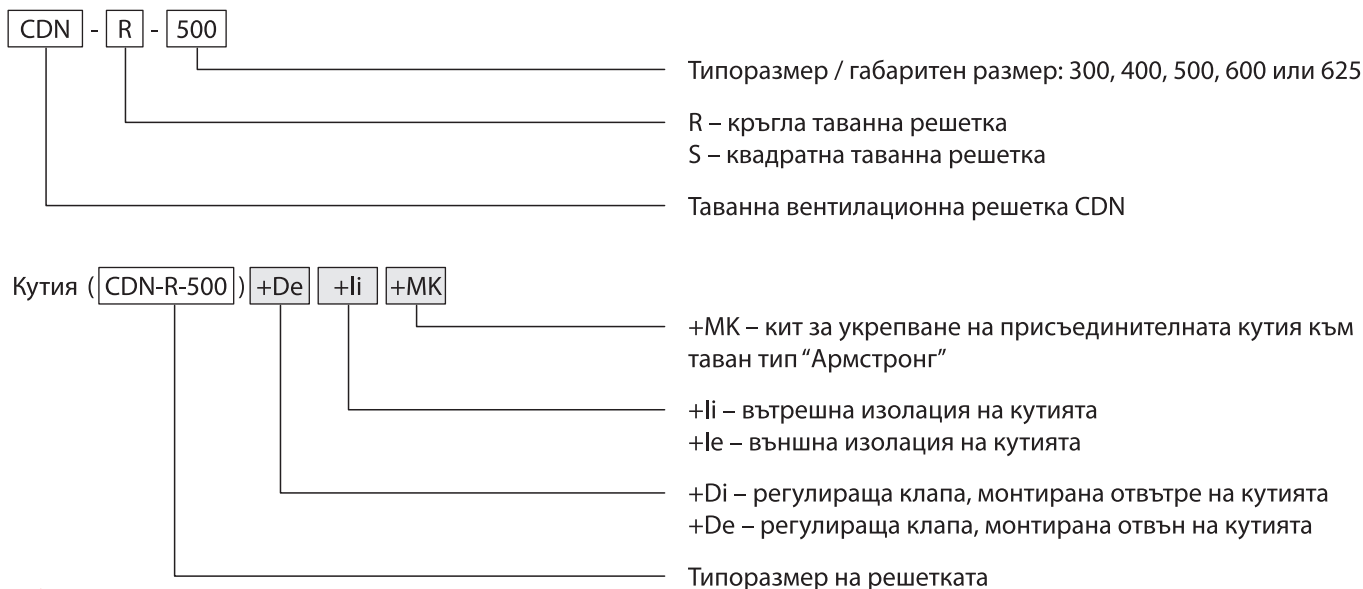 CDN - R - 500
Типоразмер / габаритен размер: 300, 400, 500, 600 или 625
R – кръгла таванна решетка
S – квадратна таванна решетка
Таванна вентилационна решетка CDN
Кутия ( CDN-R-500 ) +De +Ii +MK
+MK – кит за укрепване на присъединителната кутия към
таван тип “Армстронг”
+Ii – вътрешна изолация на кутията
+Ie – външна изолация на кутията
+Di – регулираща клапа, монтирана отвътре на кутията
+De – регулираща клапа, монтирана отвън на кутията
Типоразмер на решетката